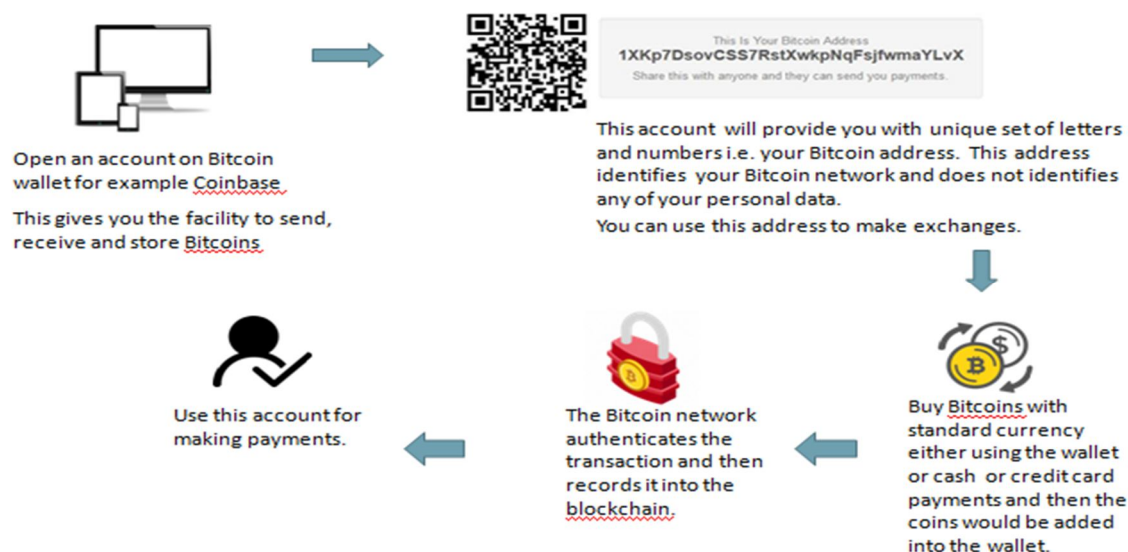 This Is Your Bitcoin Address
1XKp7DsovCSS7RstXwkpNqFsjfwmaYLvX
Share this with anyone and they can send you payments.
Open an account on Bitcoin
wallet for example Coinbase
This gives you the facility to send,
receive and store Bitcoins
This account will provide you with unique set of letters
and numbers i.e. your Bitcoin address. This address
identifies your Bitcoin network and does not identifies
any of your personal data.
You can use this address to make exchanges.
$
B
Buy Bitcoins with
standard currency
either using the wallet
or cash or credit card
payments and then the
coins would be added
into the wallet.
B
The Bitcoin network
authenticates the
transaction and then
records it into the
blockchain.
Use this account for
making payments.